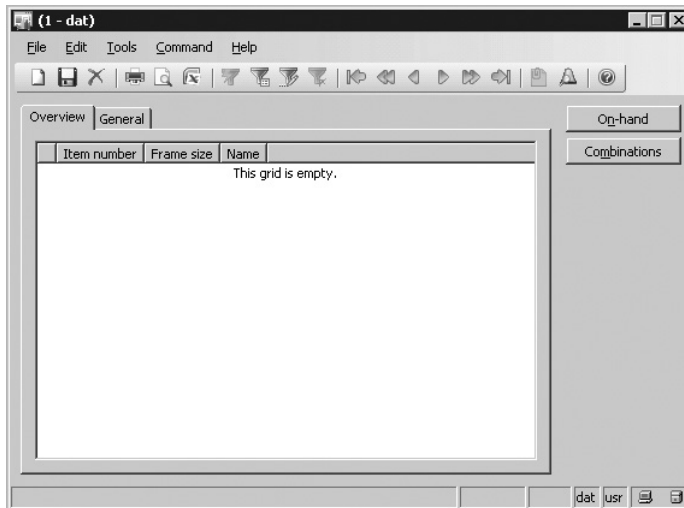 (1 - dat)
File Edit Tools Command Help
Overview General
On-hand
Combinations
Item number Frame size Name
This grid is empty.
dat usr